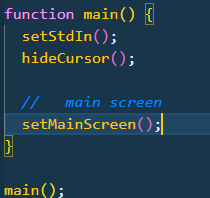 function main() {
  setStdIn();
  hideCursor();

  //   main screen
  setMainScreen();
}

main();